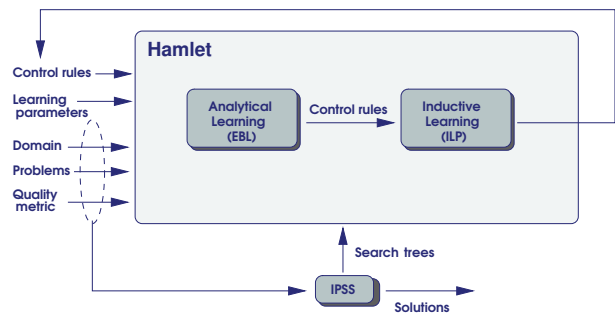 Hamlet
Control rules
Learning
parameters
Domain
Problems
Quality
metric
Analytical
Learning
(EBL)
Control rules
Inductive
Learning
(ILP)
Search trees
IPSS
Solutions